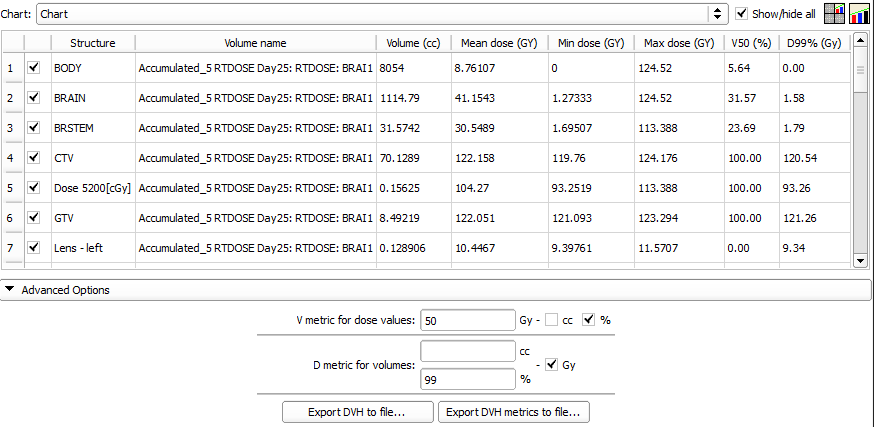 Chart: Chart Show/hide all
Structure Volume name Volume (cc) Mean dose (GY) Min dose (GY) Max dose (GY) V50 (%) D99% (Gy)
1 BODY Accumulated_5 RTDOSE Day25: RTDOSE: BRAI1 8054 8.76107 0 124.52 5.64 0.00
2 BRAIN Accumulated_5 RTDOSE Day25: RTDOSE: BRAI1 1114.79 41.1543 1.27333 124.52 31.57 1.58
3 BRSTEM Accumulated_5 RTDOSE Day25: RTDOSE: BRAI1 31.5742 30.5489 1.69507 113.388 23.69 1.79
4 CTV Accumulated_5 RTDOSE Day25: RTDOSE: BRAI1 70.1289 122.158 119.76 124.176 100.00 120.54
5 Dose 5200[cGy] Accumulated_5 RTDOSE Day25: RTDOSE: BRAI1 0.15625 104.27 93.2519 113.388 100.00 93.26
6 GTV Accumulated_5 RTDOSE Day25: RTDOSE: BRAI1 8.49219 122.051 121.093 123.294 100.00 121.26
7 Lens - left Accumulated_5 RTDOSE Day25: RTDOSE: BRAI1 0.128906 10.4467 9.39761 11.5707 0.00 9.34
Advanced Options
V metric for dose values: 50 Gy - cc %
D metric for volumes: cc - Gy
99 %
Export DVH to file... Export DVH metrics to file...